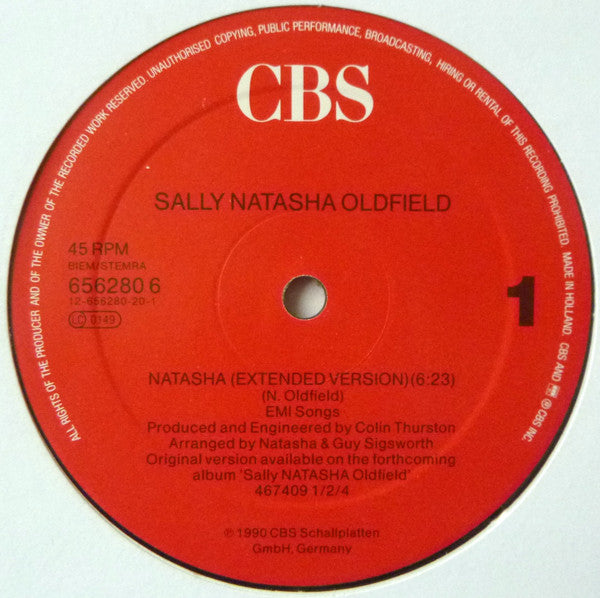 ALL RIGHTS OF THE PRODUCER AND OF THE OWNER OF THE RECORDED WORK RESERVED. UNAUTHORISED COPYING, PUBLIC PERFORMANCE, BROADCASTING, HIRING OR RENTAL OF THIS RECORDING PROHIBITED. MADE IN HOLLAND. CBS AND ℗ CBS INC.
CBS
SALLY NATASHA OLDFIELD
45 RPM
BIEM/STEMRA
656280 6
12-656280-20-1
LC 0149
1
NATASHA (EXTENDED VERSION) (6:23)
(N. Oldfield)
EMI Songs
Produced and Engineered by Colin Thurston
Arranged by Natasha & Guy Sigsworth
Original version available on the forthcoming
album 'Sally NATASHA Oldfield'
467409 1/2/4
℗ 1990 CBS Schallplatten
GmbH, Germany